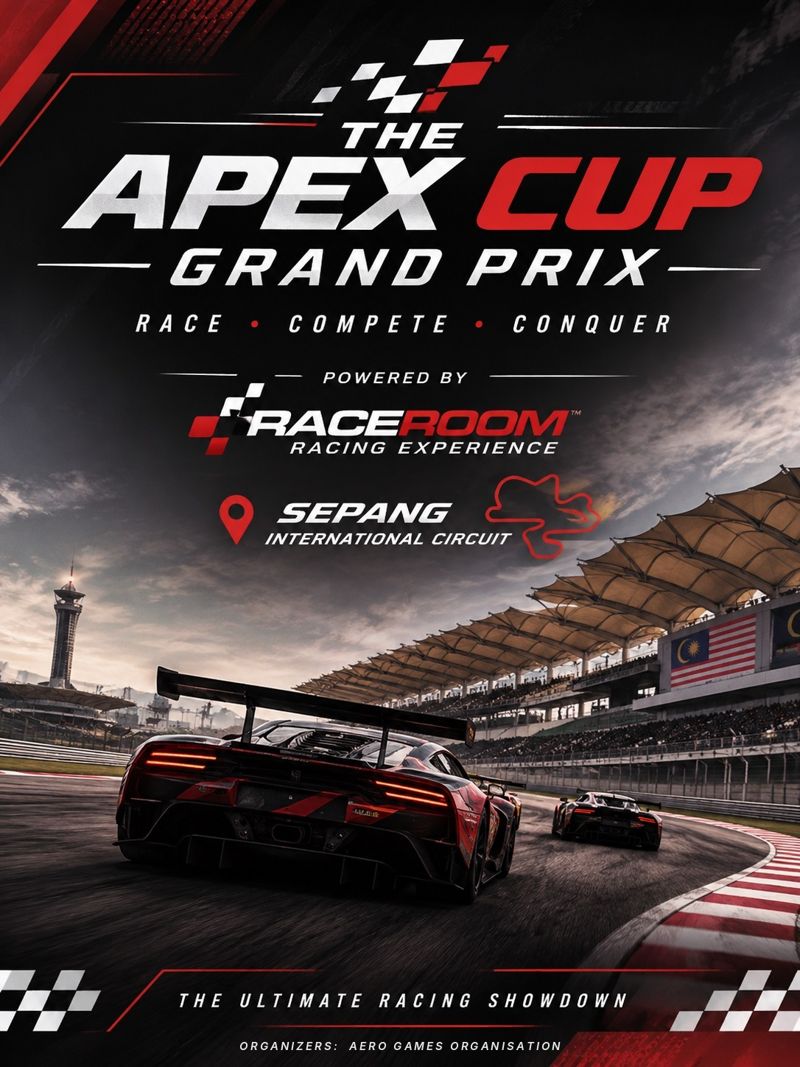 THE
APEX CUP
GRAND PRIX
RACE • COMPETE • CONQUER
POWERED BY
RACEROOM™
RACING EXPERIENCE
SEPANG
INTERNATIONAL CIRCUIT
THE ULTIMATE RACING SHOWDOWN
ORGANIZERS: AERO GAMES ORGANISATION